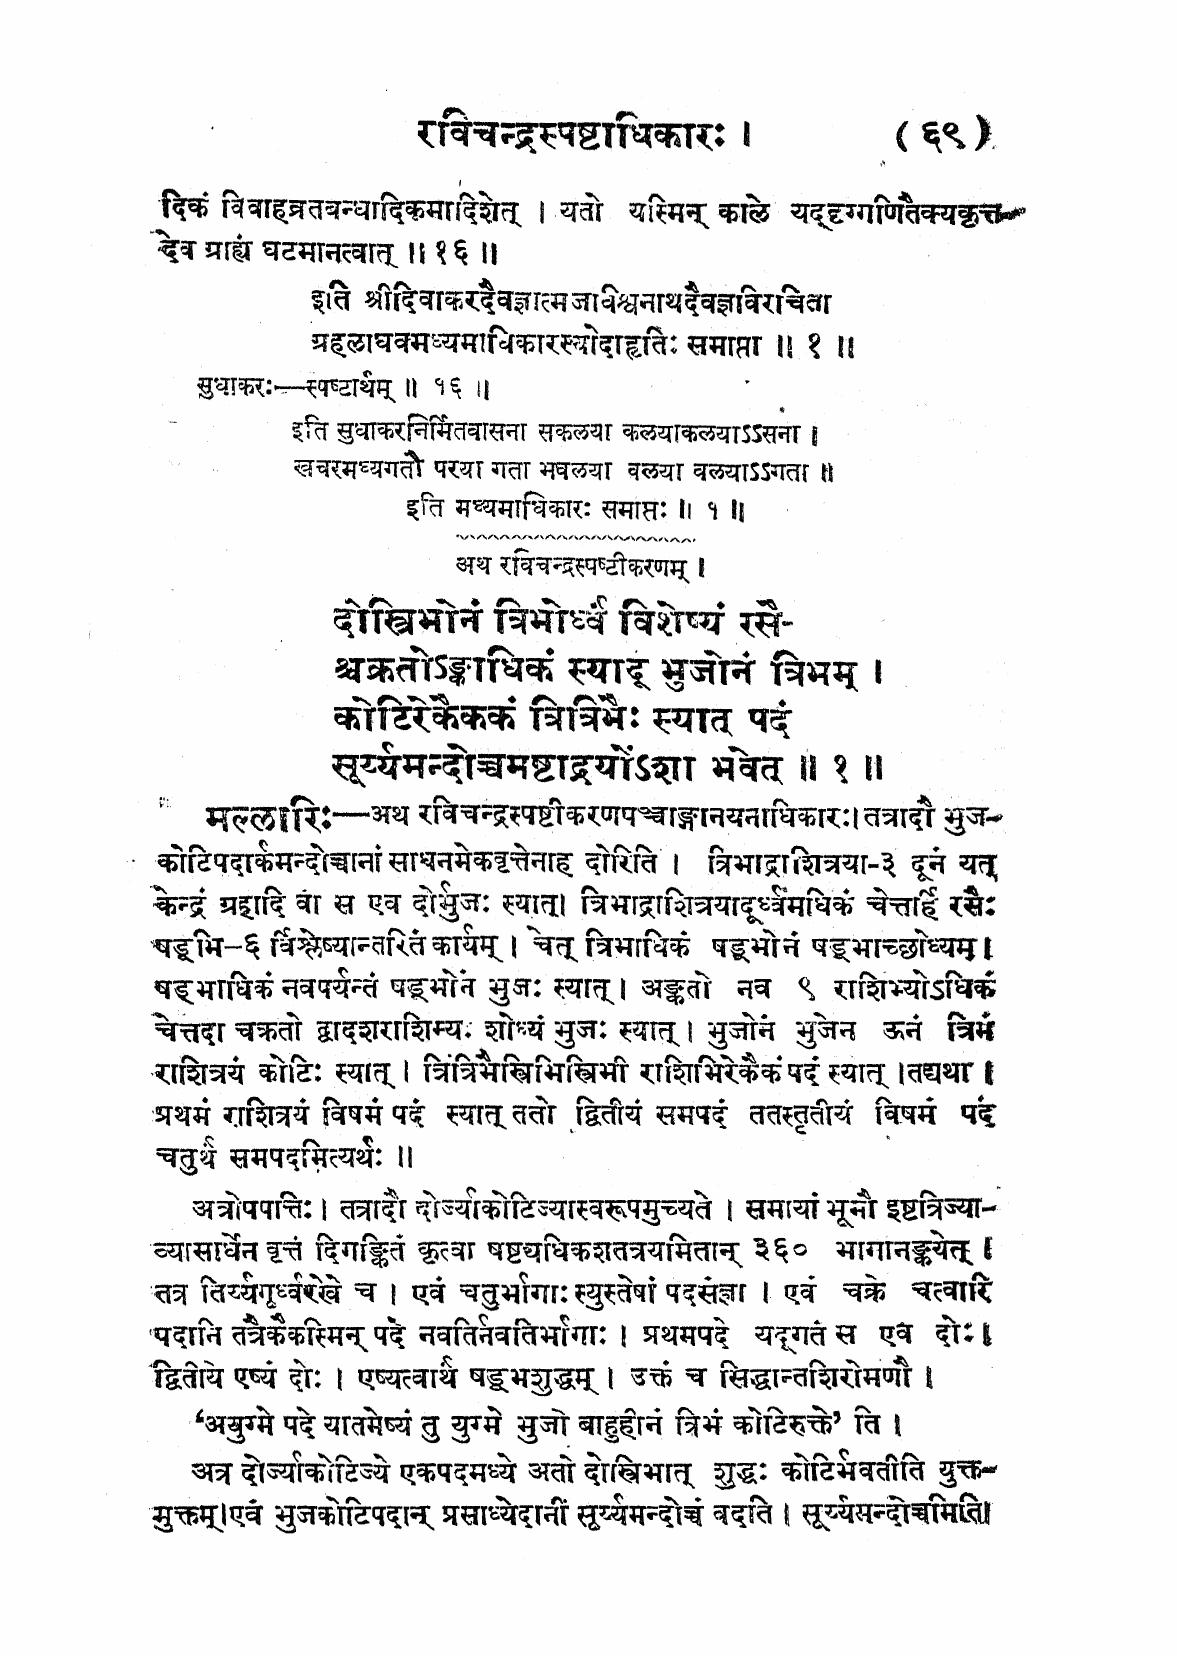 रविचन्द्रस्पष्टाधिकारः । ( ६९ )
दिकं विवाहव्रतबन्धादिकमादिशेत् । यतो यस्मिन् काले यद्दृग्गणितैक्यकृत्त-
देव ग्राह्यं घटमानत्वात् ॥ १६ ॥
इति श्रीदिवाकरदैवज्ञात्मजविश्वनाथदैवज्ञविरचिता
ग्रहलाघवमध्यमाधिकारस्योदाहृतिः समाप्ता ॥ १ ॥
सुधाकरः—स्पष्टार्थम् ॥ १६ ॥
इति सुधाकरनिर्मितवासना सकलया कलयाकलयाऽऽसना ।
खचरमध्यगतौ परया गता भवलया वलया वलयाऽऽगता ॥
इति मध्यमाधिकारः समाप्तः ॥ १ ॥
अथ रविचन्द्रस्पष्टीकरणम् ।
दोस्त्रिभोनं त्रिभोर्ध्वं विशेष्यं रसै-
श्चक्रतोऽङ्काधिकं स्याद् भुजोनं त्रिभम् ।
कोटिरेकैककं त्रित्रिभैः स्यात् पदं
सूर्य्यमन्दोच्चमष्टाद्रयोंऽशा भवेत् ॥ १ ॥
मल्लारिः—अथ रविचन्द्रस्पष्टीकरणपञ्चाङ्गानयनाधिकारः। तत्रादौ भुज-
कोटिपदार्कमन्दोच्चानां साधनमेकवृत्तेनाह दोरिति । त्रिभाद्राशित्रया-३ दूनं यत्
केन्द्रं ग्रहादि वा स एव दोर्भुजः स्यात्। त्रिभाद्राशित्रयादूर्ध्वमधिकं चेत्तर्हि रसैः
षड्भि-६ र्विश्लेष्यान्तरितं कार्यम् । चेत् त्रिभाधिकं षड्भोनं षड्भाच्छोध्यम्।
षड्भाधिकं नवपर्यन्तं षड्भोनं भुजः स्यात् । अङ्कतो नव ९ राशिभ्योऽधिकं
चेत्तदा चक्रतो द्वादशराशिभ्यः शोध्यं भुजः स्यात् । भुजोनं भुजेन ऊनं त्रिभं
राशित्रयं कोटिः स्यात् । त्रित्रिभैस्त्रिभिस्त्रिभी राशिभिरेकैकं पदं स्यात् ।तद्यथा ।
प्रथमं राशित्रयं विषमं पदं स्यात् ततो द्वितीयं समपदं ततस्तृतीयं विषमं पदं
चतुर्थं समपदमित्यर्थः ॥
अत्रोपपत्तिः । तत्रादौ दोर्ज्याकोटिज्यास्वरूपमुच्यते । समायां भूमौ इष्टत्रिज्या-
व्यासार्धेन वृत्तं दिगङ्कितं कृत्वा षष्ट्यधिकशतत्रयमितान् ३६० भागानङ्कयेत् ।
तत्र तिर्य्यगूर्ध्वरेखे च । एवं चतुर्भागाः स्युस्तेषां पदसंज्ञा । एवं चक्रे चत्वारि
पदानि तत्रैकैकस्मिन् पदे नवतिर्नवतिर्भागाः । प्रथमपदे यद्गतं स एव दोः।
द्वितीये एष्यं दोः । एष्यत्वार्थं षड्भशुद्धम् । उक्तं च सिद्धान्तशिरोमणौ ।
‘अयुग्मे पदे यातमेष्यं तु युग्मे भुजो बाहुहीनं त्रिभं कोटिरुक्ते’ ति ।
अत्र दोर्ज्याकोटिज्ये एकपदमध्ये अतो दोस्त्रिभात् शुद्धः कोटिर्भवतीति युक्त-
मुक्तम्।एवं भुजकोटिपदान् प्रसाध्येदानीं सूर्य्यमन्दोच्चं वदति । सूर्य्यमन्दोच्चमिति।